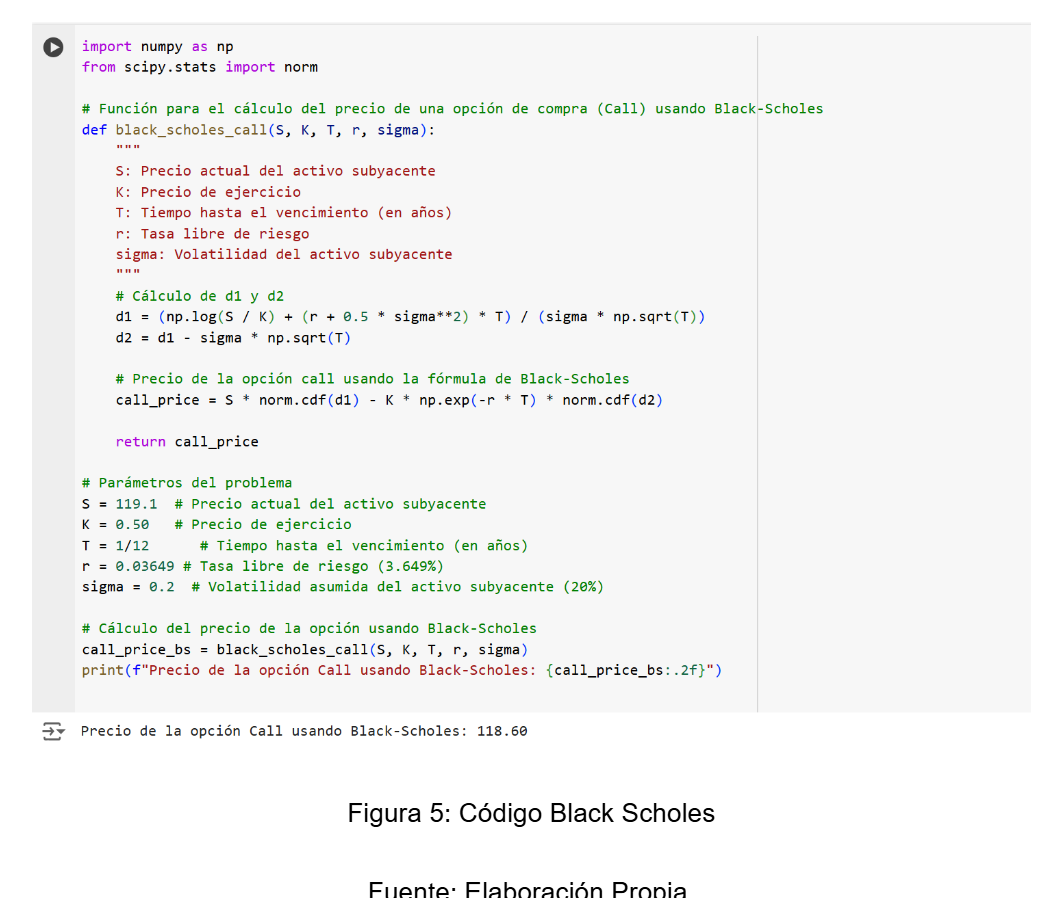 import numpy as np
from scipy.stats import norm
# Función para el cálculo del precio de una opción de compra (Call) usando Black-Scholes
def black_scholes_call(S, K, T, r, sigma):
    """
    S: Precio actual del activo subyacente
    K: Precio de ejercicio
    T: Tiempo hasta el vencimiento (en años)
    r: Tasa libre de riesgo
    sigma: Volatilidad del activo subyacente
    """
    # Cálculo de d1 y d2
    d1 = (np.log(S / K) + (r + 0.5 * sigma**2) * T) / (sigma * np.sqrt(T))
    d2 = d1 - sigma * np.sqrt(T)
    # Precio de la opción call usando la fórmula de Black-Scholes
    call_price = S * norm.cdf(d1) - K * np.exp(-r * T) * norm.cdf(d2)
    return call_price
# Parámetros del problema
S = 119.1  # Precio actual del activo subyacente
K = 0.50   # Precio de ejercicio
T = 1/12      # Tiempo hasta el vencimiento (en años)
r = 0.03649 # Tasa libre de riesgo (3.649%)
sigma = 0.2  # Volatilidad asumida del activo subyacente (20%)
# Cálculo del precio de la opción usando Black-Scholes
call_price_bs = black_scholes_call(S, K, T, r, sigma)
print(f"Precio de la opción Call usando Black-Scholes: {call_price_bs:.2f}")
Precio de la opción Call usando Black-Scholes: 118.60
Figura 5: Código Black Scholes
Fuente: Elaboración Propia